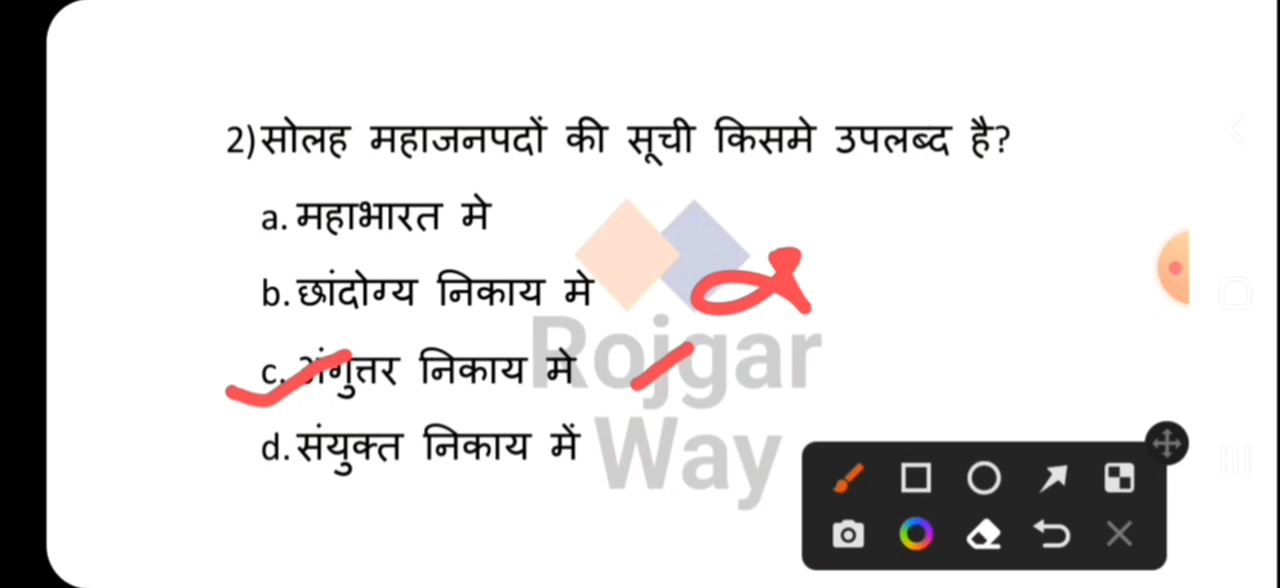 2) सोलह महाजनपदों की सूची किसमे उपलब्द है?
a. महाभारत मे
b. छांदोग्य निकाय मे
c. अंगुत्तर निकाय मे
d. संयुक्त निकाय में
Rojgar
Way